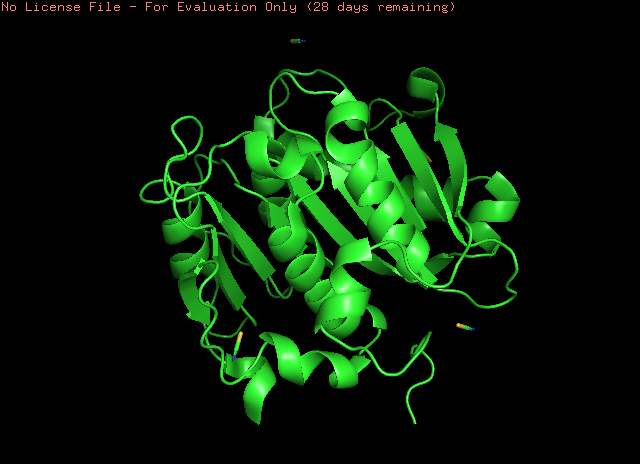 No License File - For Evaluation Only (28 days remaining)